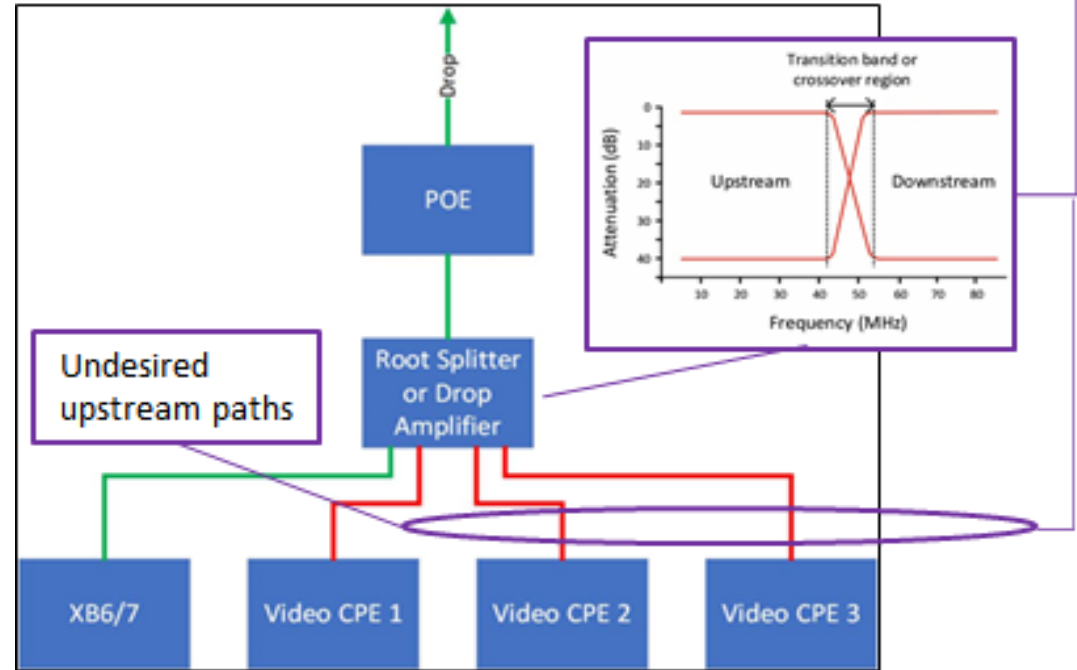 Drop
POE
Transition band or
crossover region
Attenuation (dB)
0
10
20
30
40
Upstream
Downstream
10 20 30 40 50 60 70 80
Frequency (MHz)
Undesired
upstream paths
Root Splitter
or Drop
Amplifier
XB6/7
Video CPE 1
Video CPE 2
Video CPE 3